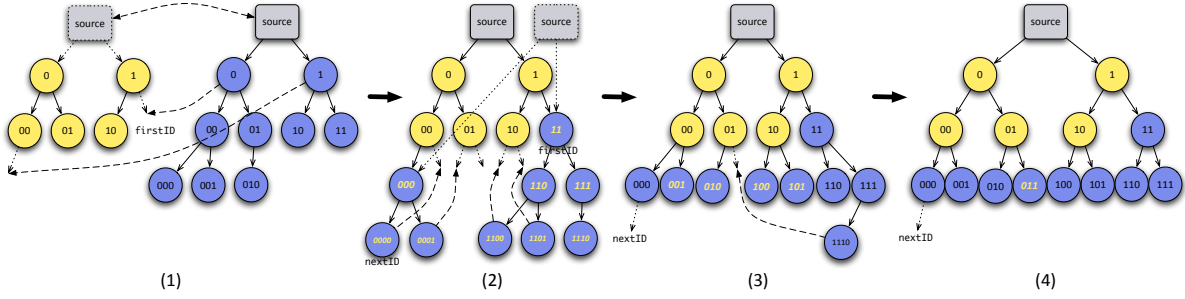 source source source source source source
0 1 0 1 0 1 0 1 0 1
00 01 10 firstID 00 01 10 11 00 01 10 11 00 01 10 11 00 01 10 11
firstID
000 001 010 000 110 111 000 001 010 100 101 110 111 000 001 010 011 100 101 110 111
0000 0001 1100 1101 1110 nextID 1110 nextID
nextID
(1) (2) (3) (4)